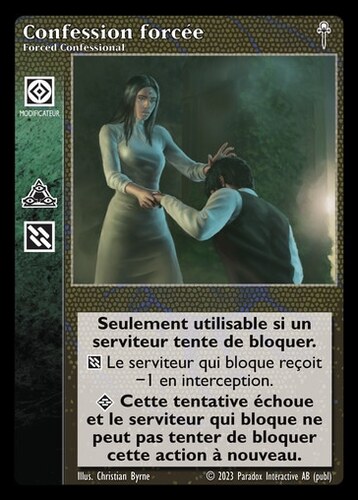 Confession forcée
Forced Confessional
MODIFICATEUR
Seulement utilisable si un
serviteur tente de bloquer.
Le serviteur qui bloque reçoit
−1 en interception.
Cette tentative échoue
et le serviteur qui bloque ne
peut pas tenter de bloquer
cette action à nouveau.
Illus. Christian Byrne © 2023 Paradox Interactive AB (publ)